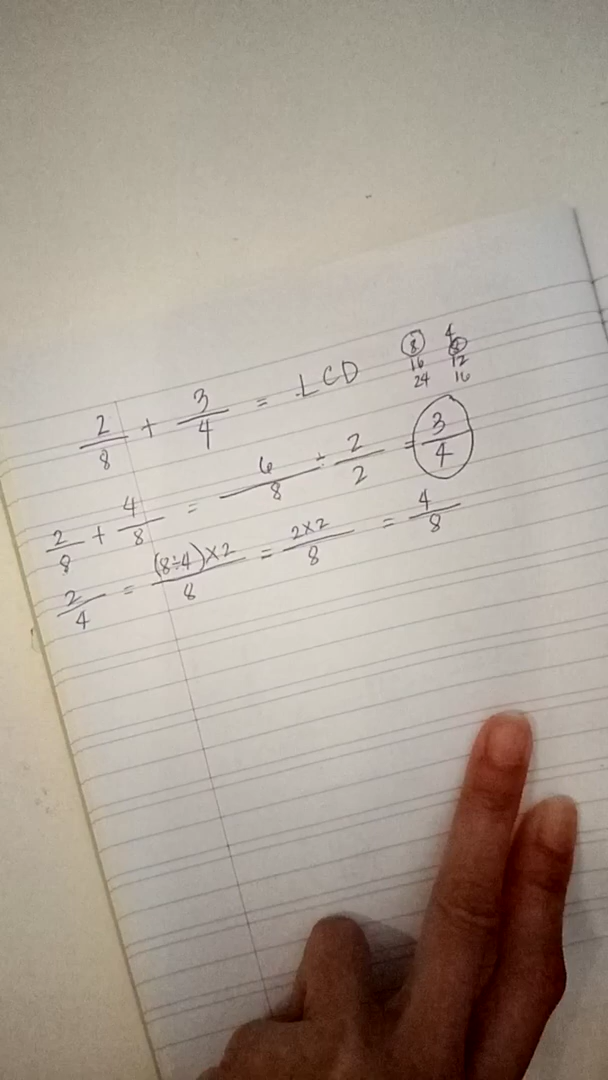 2/8 + 3/4 = LCD
8 4
16 8
24 12
16
2/8 + 4/8 = 6/8 ÷ 2/2 = 3/4
2/4 = (8÷4)×2/8 = 2×2/8 = 4/8